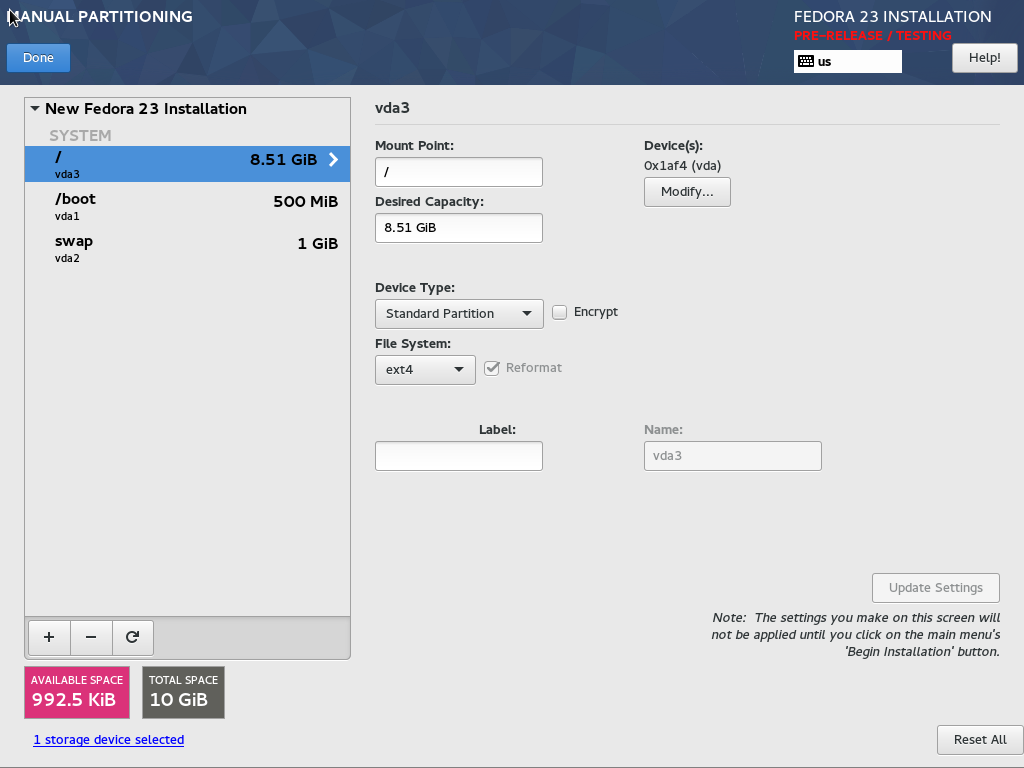 MANUAL PARTITIONING
FEDORA 23 INSTALLATION
PRE-RELEASE / TESTING
Done
us
Help!
New Fedora 23 Installation
SYSTEM
/ 8.51 GiB
vda3
/boot 500 MiB
vda1
swap 1 GiB
vda2
vda3
Mount Point:
/
Desired Capacity:
8.51 GiB
Device(s):
0x1af4 (vda)
Modify...
Device Type:
Standard Partition
Encrypt
File System:
ext4
Reformat
Label:
Name:
vda3
Update Settings
Note: The settings you make on this screen will
not be applied until you click on the main menu's
'Begin Installation' button.
+ −
AVAILABLE SPACE
992.5 KiB
TOTAL SPACE
10 GiB
1 storage device selected
Reset All